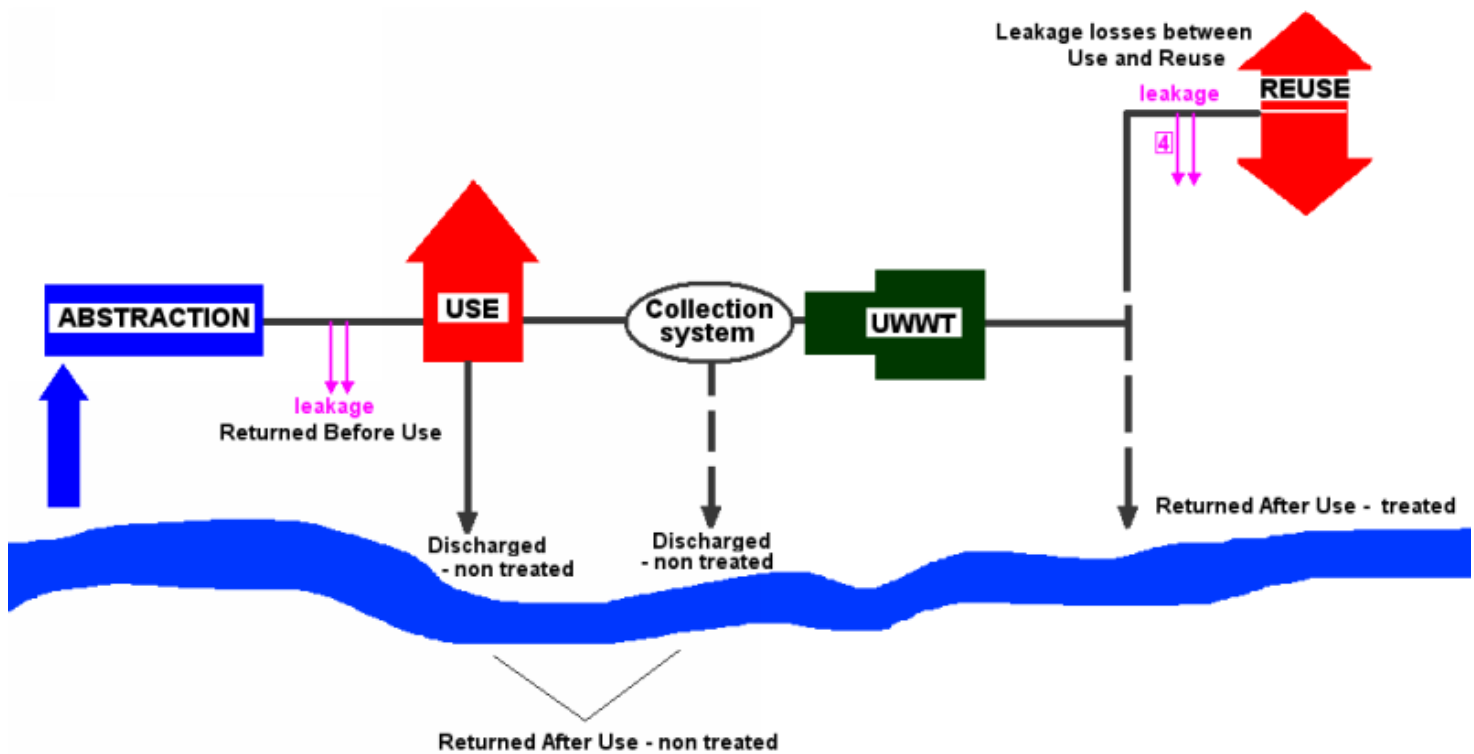 Leakage losses between
Use and Reuse
leakage
REUSE
4
ABSTRACTION
USE
Collection
system
UWWT
leakage
Returned Before Use
Discharged
- non treated
Discharged
- non treated
Returned After Use - treated
Returned After Use - non treated